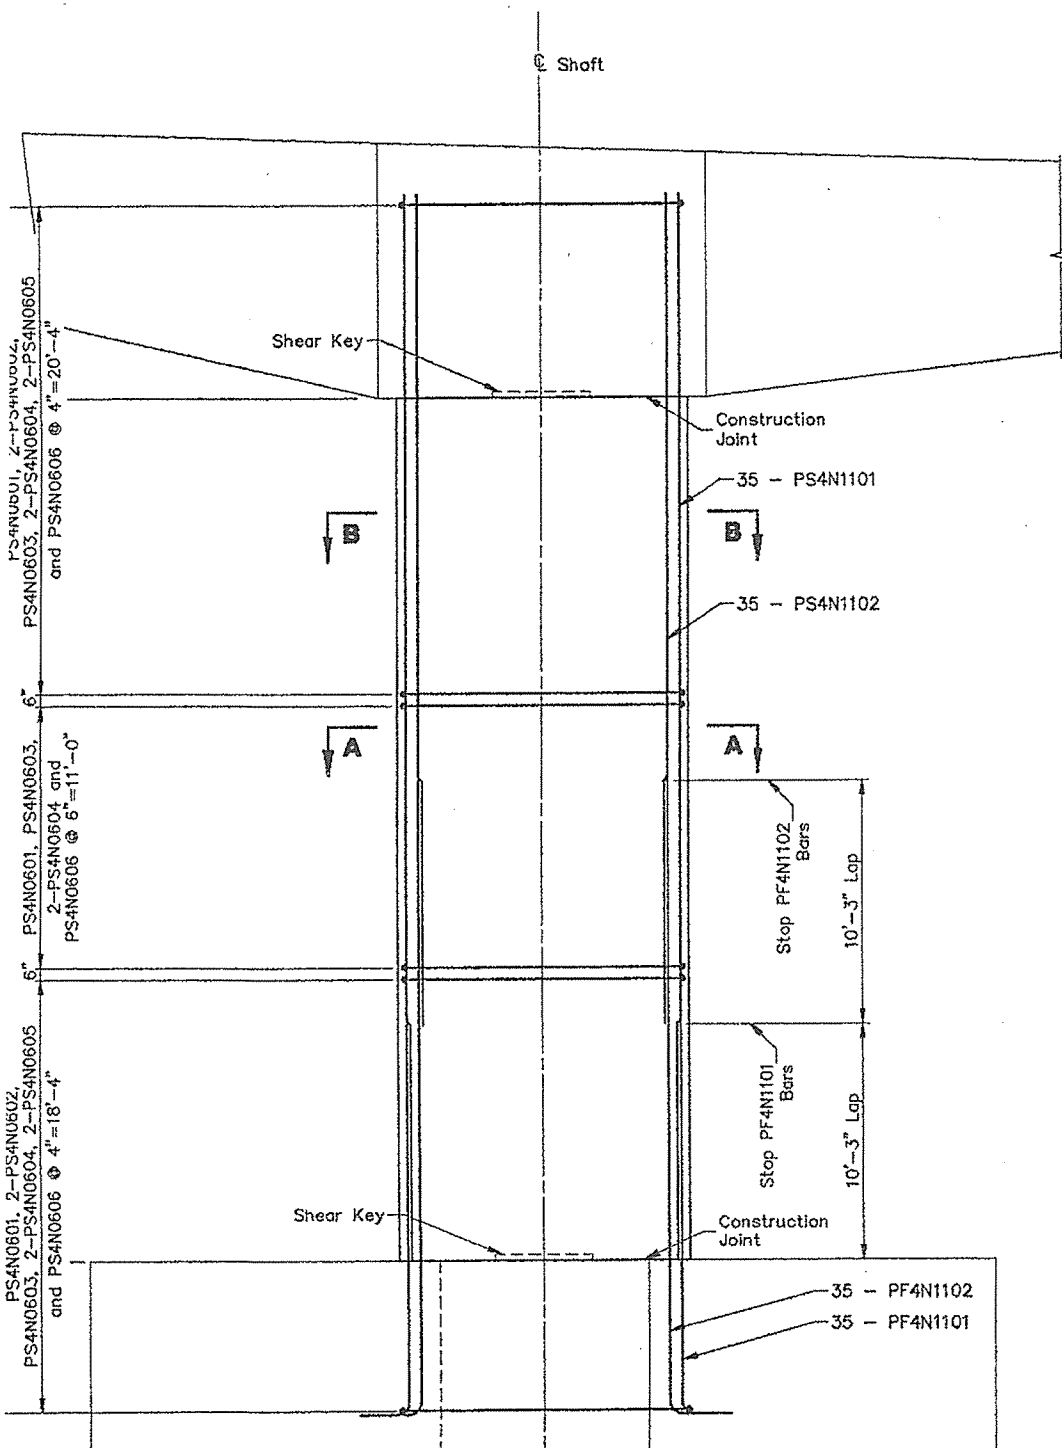 ℄ Shaft
PS4N0601, 2-PS4N0602,
PS4N0603, 2-PS4N0604, 2-PS4N0605
and PS4N0606 @ 4"=20'-4"
Shear Key
Construction
Joint
35 - PS4N1101
B
B
35 - PS4N1102
6"
A
A
PS4N0601, PS4N0603,
2-PS4N0604 and
PS4N0606 @ 6"=11'-0"
Stop PF4N1102
Bars
10'-3" Lap
6"
PS4N0601, 2-PS4N0602,
PS4N0603, 2-PS4N0604, 2-PS4N0605
and PS4N0606 @ 4"=18'-4"
Stop PF4N1101
Bars
10'-3" Lap
Shear Key
Construction
Joint
35 - PF4N1102
35 - PF4N1101